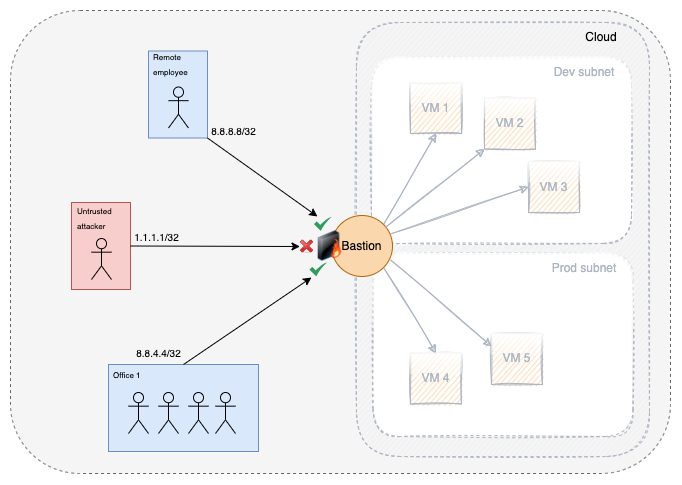 Cloud
Remote
employee
Dev subnet
VM 1
VM 2
8.8.8.8/32
VM 3
Untrusted
attacker
1.1.1.1/32
Bastion
Prod subnet
8.8.4.4/32
VM 5
Office 1
VM 4